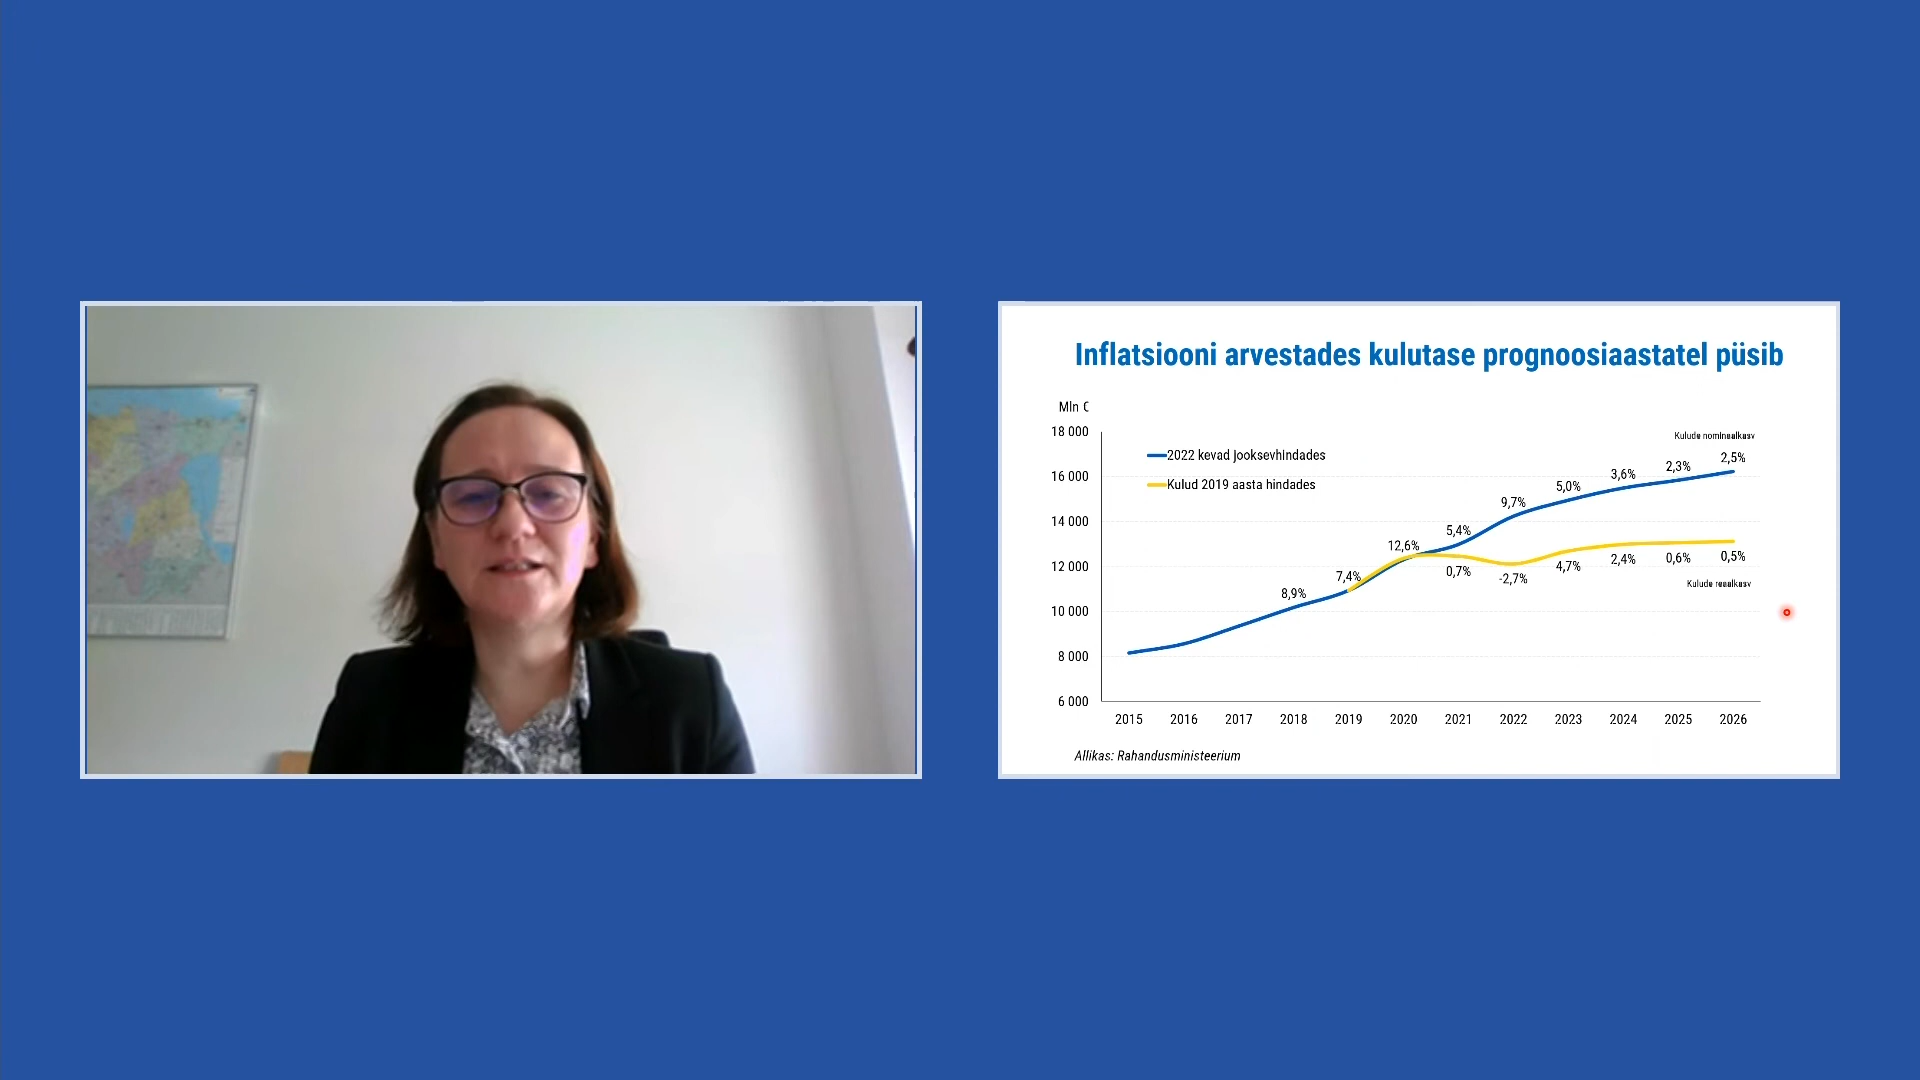 Inflatsiooni arvestades kulutase prognoosiaastatel püsib
Mln €
18 000
16 000
14 000
12 000
10 000
8 000
6 000
2022 kevad jooksevhindades
Kulud 2019 aasta hindades
Kulude nominaalkasv
8,9%
7,4%
12,6%
5,4%
9,7%
5,0%
3,6%
2,3%
2,5%
0,7%
-2,7%
4,7%
2,4%
0,6%
0,5%
Kulude reaalkasv
2015 2016 2017 2018 2019 2020 2021 2022 2023 2024 2025 2026
Allikas: Rahandusministeerium